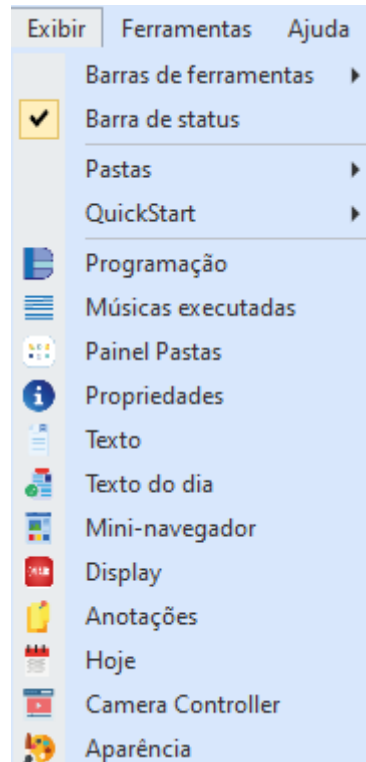 Exibir Ferramentas Ajuda
Barras de ferramentas
Barra de status
Pastas
QuickStart
Programação
Músicas executadas
Painel Pastas
Propriedades
Texto
Texto do dia
Mini-navegador
Display
Anotações
Hoje
Camera Controller
Aparência